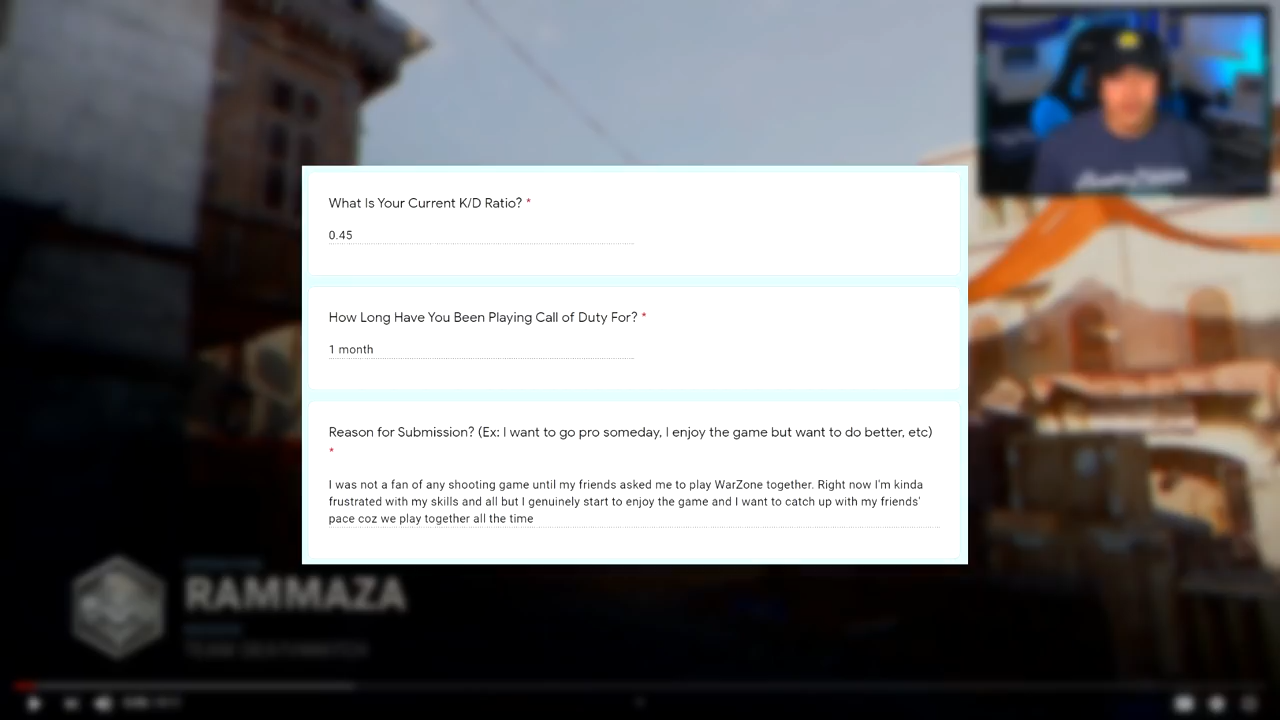 What Is Your Current K/D Ratio? *
0.45
How Long Have You Been Playing Call of Duty For? *
1 month
Reason for Submission? (Ex: I want to go pro someday, I enjoy the game but want to do better, etc)
*
I was not a fan of any shooting game until my friends asked me to play WarZone together. Right now I'm kinda
frustrated with my skills and all but I genuinely start to enjoy the game and I want to catch up with my friends'
pace coz we play together all the time
RAMMAZA
TEAM DEATHMATCH